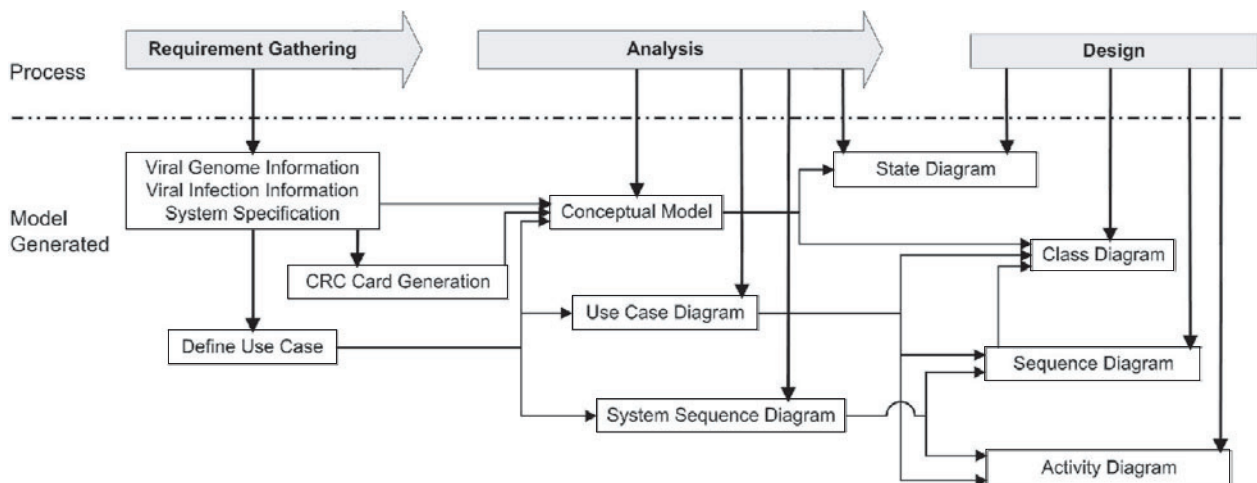 Requirement Gathering
Analysis
Design
Process
Viral Genome Information
Viral Infection Information
System Specification
State Diagram
Model
Generated
Conceptual Model
Class Diagram
CRC Card Generation
Use Case Diagram
Define Use Case
Sequence Diagram
System Sequence Diagram
Activity Diagram